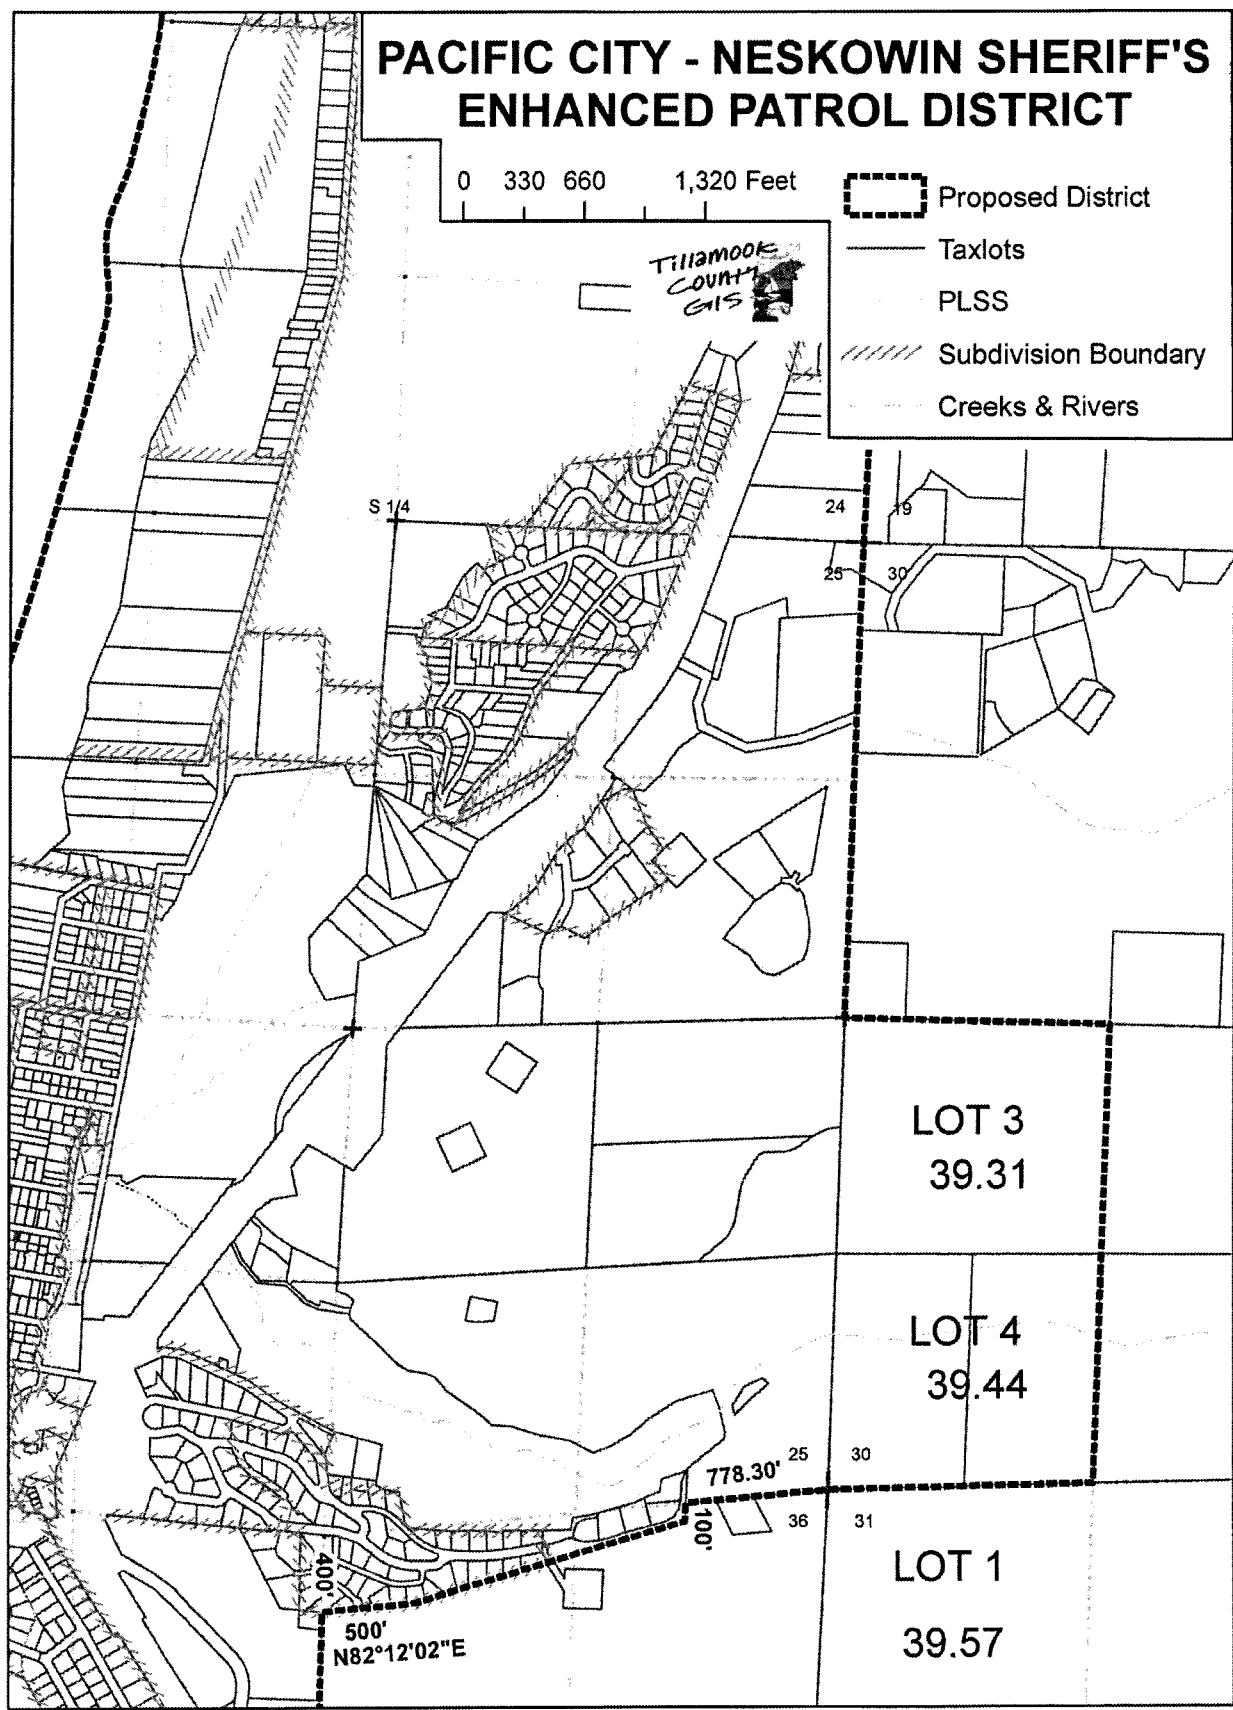 PACIFIC CITY - NESKOWIN SHERIFF'S
ENHANCED PATROL DISTRICT
0 330 660 1,320 Feet
Proposed District
Taxlots
PLSS
Subdivision Boundary
Creeks & Rivers
Tillamook
County
GIS
S 1/4
24 19
25 30
LOT 3
39.31
LOT 4
39.44
25 30
778.30'
100'
36 31
LOT 1
39.57
400'
500'
N82°12'02"E